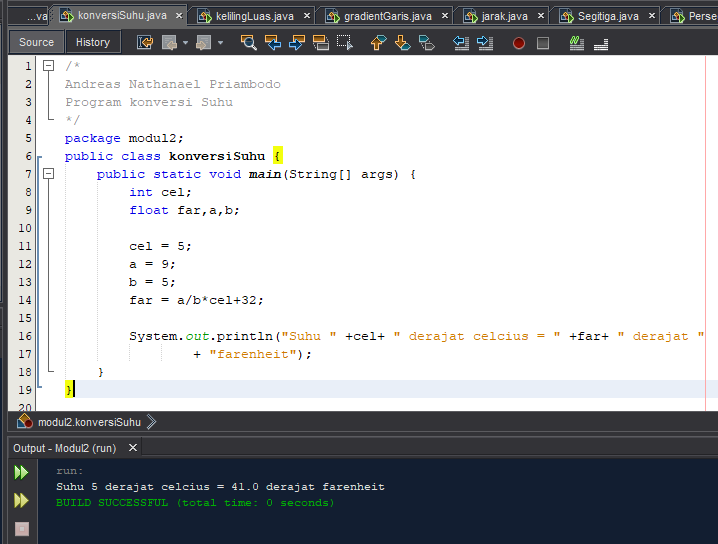 ...va konversiSuhu.java × kelilingLuas.java × gradientGaris.java × jarak.java × Segitiga.java × Perse
Source History
1 /*
2 Andreas Nathanael Priambodo
3 Program konversi Suhu
4 */
5 package modul2;
6 public class konversiSuhu {
7 public static void main(String[] args) {
8 int cel;
9 float far,a,b;
10
11 cel = 5;
12 a = 9;
13 b = 5;
14 far = a/b*cel+32;
15
16 System.out.println("Suhu " +cel+ " derajat celcius = " +far+ " derajat "
17 + "farenheit");
18 }
19 }
20
modul2.konversiSuhu
Output - Modul2 (run) ×
run:
Suhu 5 derajat celcius = 41.0 derajat farenheit
BUILD SUCCESSFUL (total time: 0 seconds)